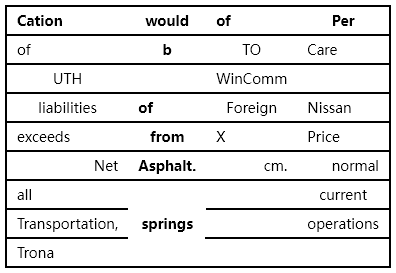 Cation would of Per
of b TO Care
UTH WinComm
liabilities of Foreign Nissan
exceeds from X Price
Net Asphalt. cm. normal
all current
Transportation, springs operations
Trona